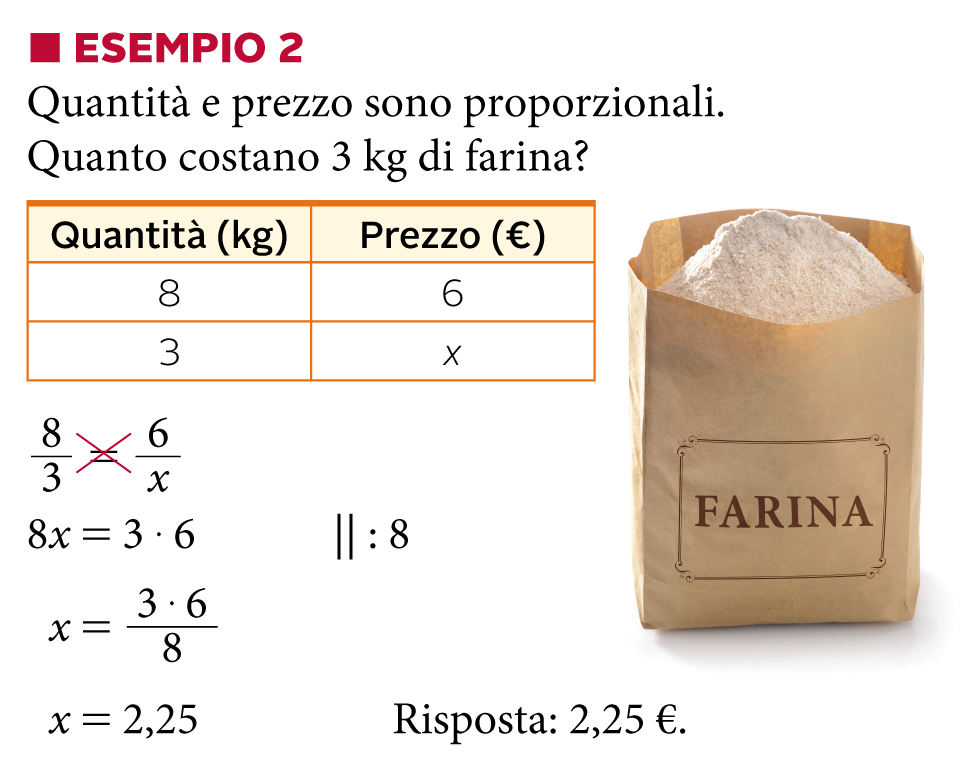 ■ ESEMPIO 2
Quantità e prezzo sono proporzionali.
Quanto costano 3 kg di farina?
Quantità (kg) Prezzo (€)
8 6
3 x
8/3 = 6/x
8x = 3 · 6 || : 8
x = 3 · 6 / 8
x = 2,25 Risposta: 2,25 €.
FARINA